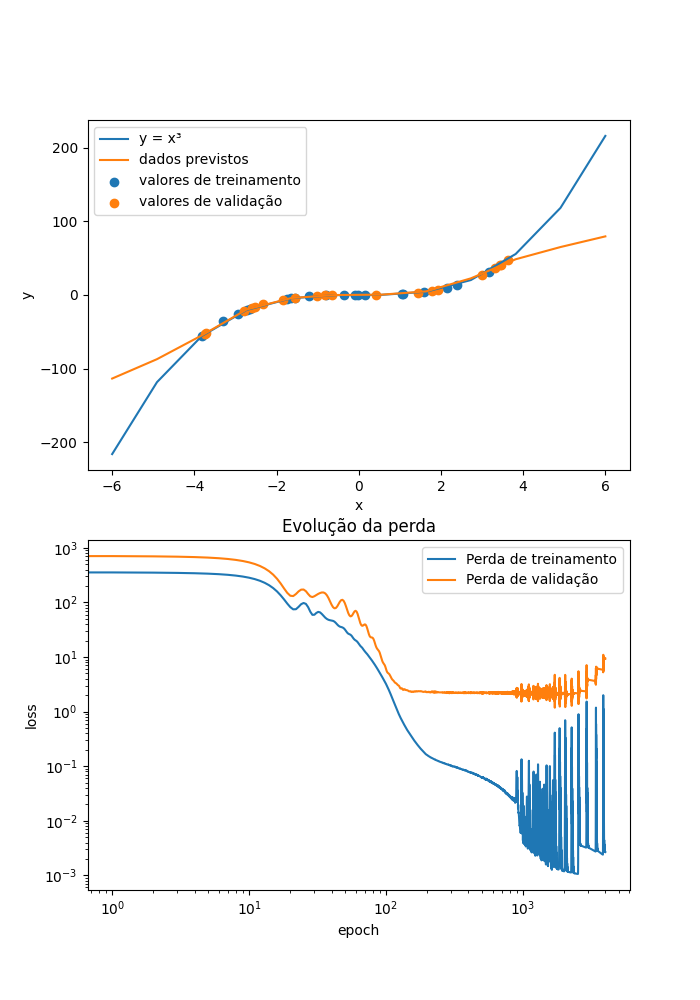 y = x³
dados previstos
valores de treinamento
valores de validação
200
100
0
−100
−200
y
−6 −4 −2 0 2 4 6
x
Evolução da perda
Perda de treinamento
Perda de validação
10³
10²
10¹
10⁰
10⁻¹
10⁻²
10⁻³
loss
10⁰ 10¹ 10² 10³
epoch